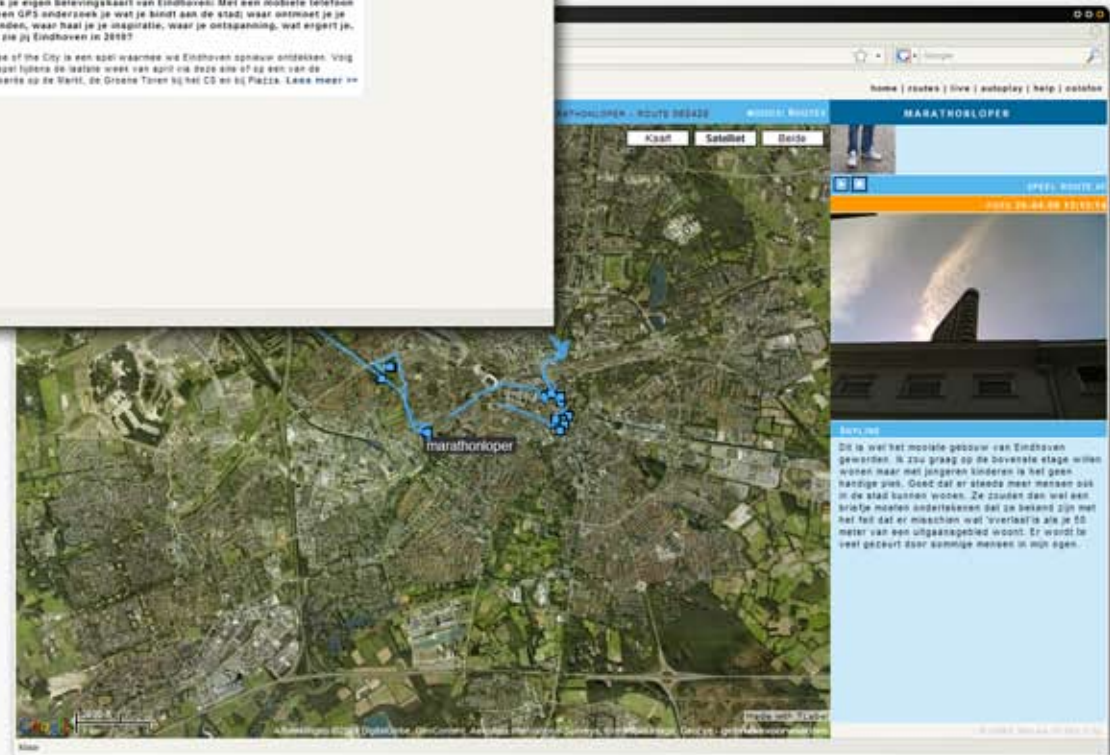 k je eigen belevingskaart van Eindhoven! Met een mobiele telefoon
en GPS onderzoek je wat je bindt aan de stad; waar ontmoet je je
nden, waar haal je je inspiratie, waar je ontspanning, wat ergert je,
zie jij Eindhoven in 2010?
e of the City is een spel waarmee we Eindhoven opnieuw ontdekken. Volg
spel tijdens de laatste week van april via deze site of op een van de
op de Markt, de Groene Toren bij het CS en bij Piazza. Lees meer >>
Google
home | routes | live | autoplay | help | colofon
MARATHONLOPER - ROUTE
MARATHONLOPER
Kaart
Satelliet
Beide
SPEEL ROUTE AF
marathonloper
SKYLINE
Dit is wel het mooiste gebouw van Eindhoven
geworden. Ik zou graag op de bovenste etage willen
wonen maar met jongeren kinderen is het geen
handige plek. Goed dat er steeds meer mensen ook
in de stad kunnen wonen. Ze zouden dan wel een
briefje moeten ondertekenen dat ze bekend zijn met
het feit dat er misschien wat 'overlast'is als je 50
meter van een uitgaansgebied woont. Er wordt te
veel gezeurt door sommige mensen in mijn ogen.
Google
Klaar